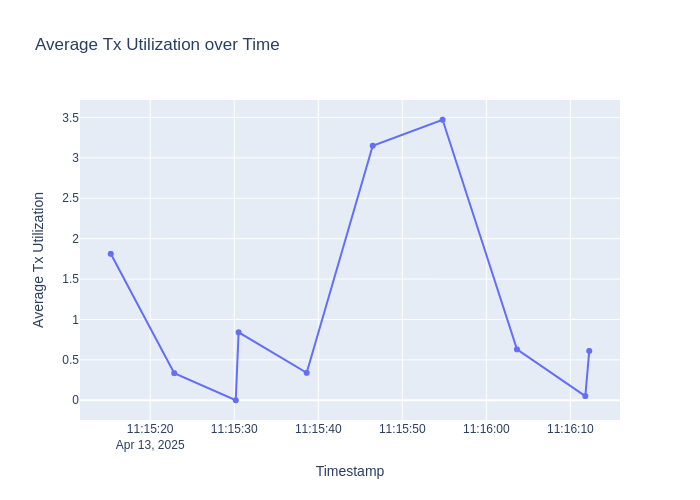 Average Tx Utilization over Time
Average Tx Utilization
3.5
3
2.5
2
1.5
1
0.5
0
11:15:20 11:15:30 11:15:40 11:15:50 11:16:00 11:16:10
Apr 13, 2025
Timestamp